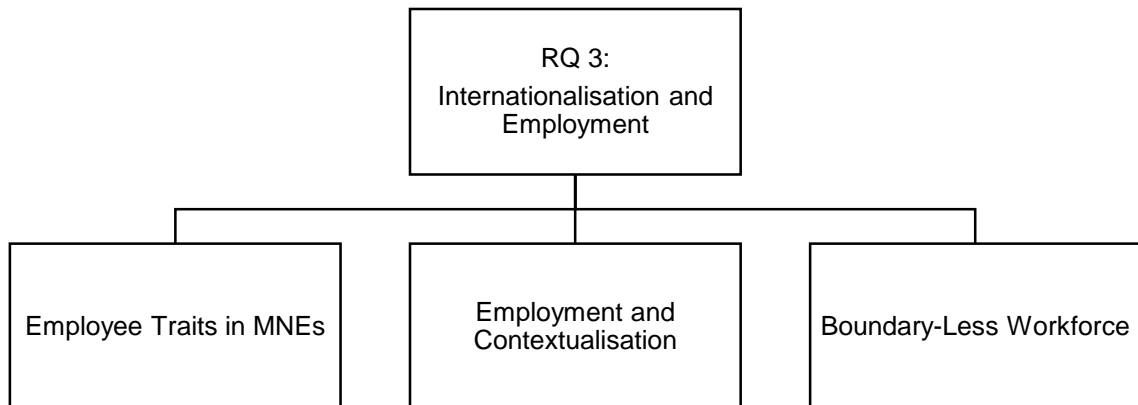 RQ 3:
Internationalisation and
Employment
Employee Traits in MNEs
Employment and
Contextualisation
Boundary-Less Workforce